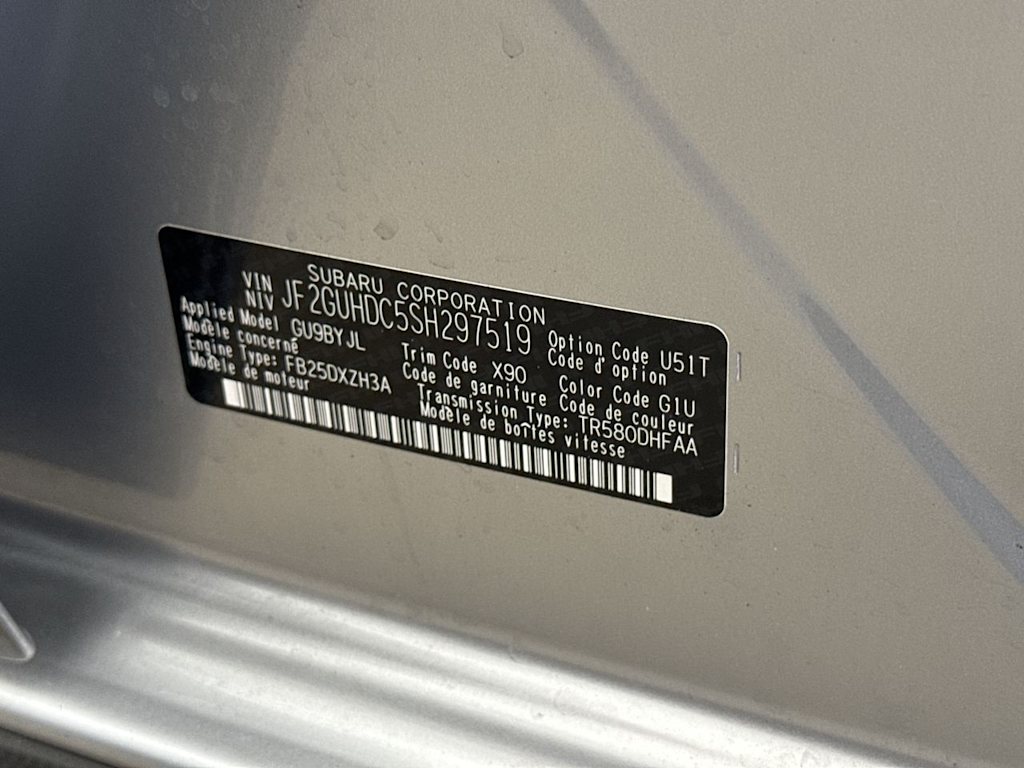 SUBARU CORPORATION
VIN
NIV JF2GUHDC5SH297519
Applied Model GU9BYJL
Modèle concerné
Option Code U51T
Code d'option
Trim Code X90
Code de garniture
Color Code G1U
Code de couleur
Engine Type: FB25DXZH3A
Modèle de moteur
Transmission Type: TR580DHFAA
Modèle de boîtes vitesse